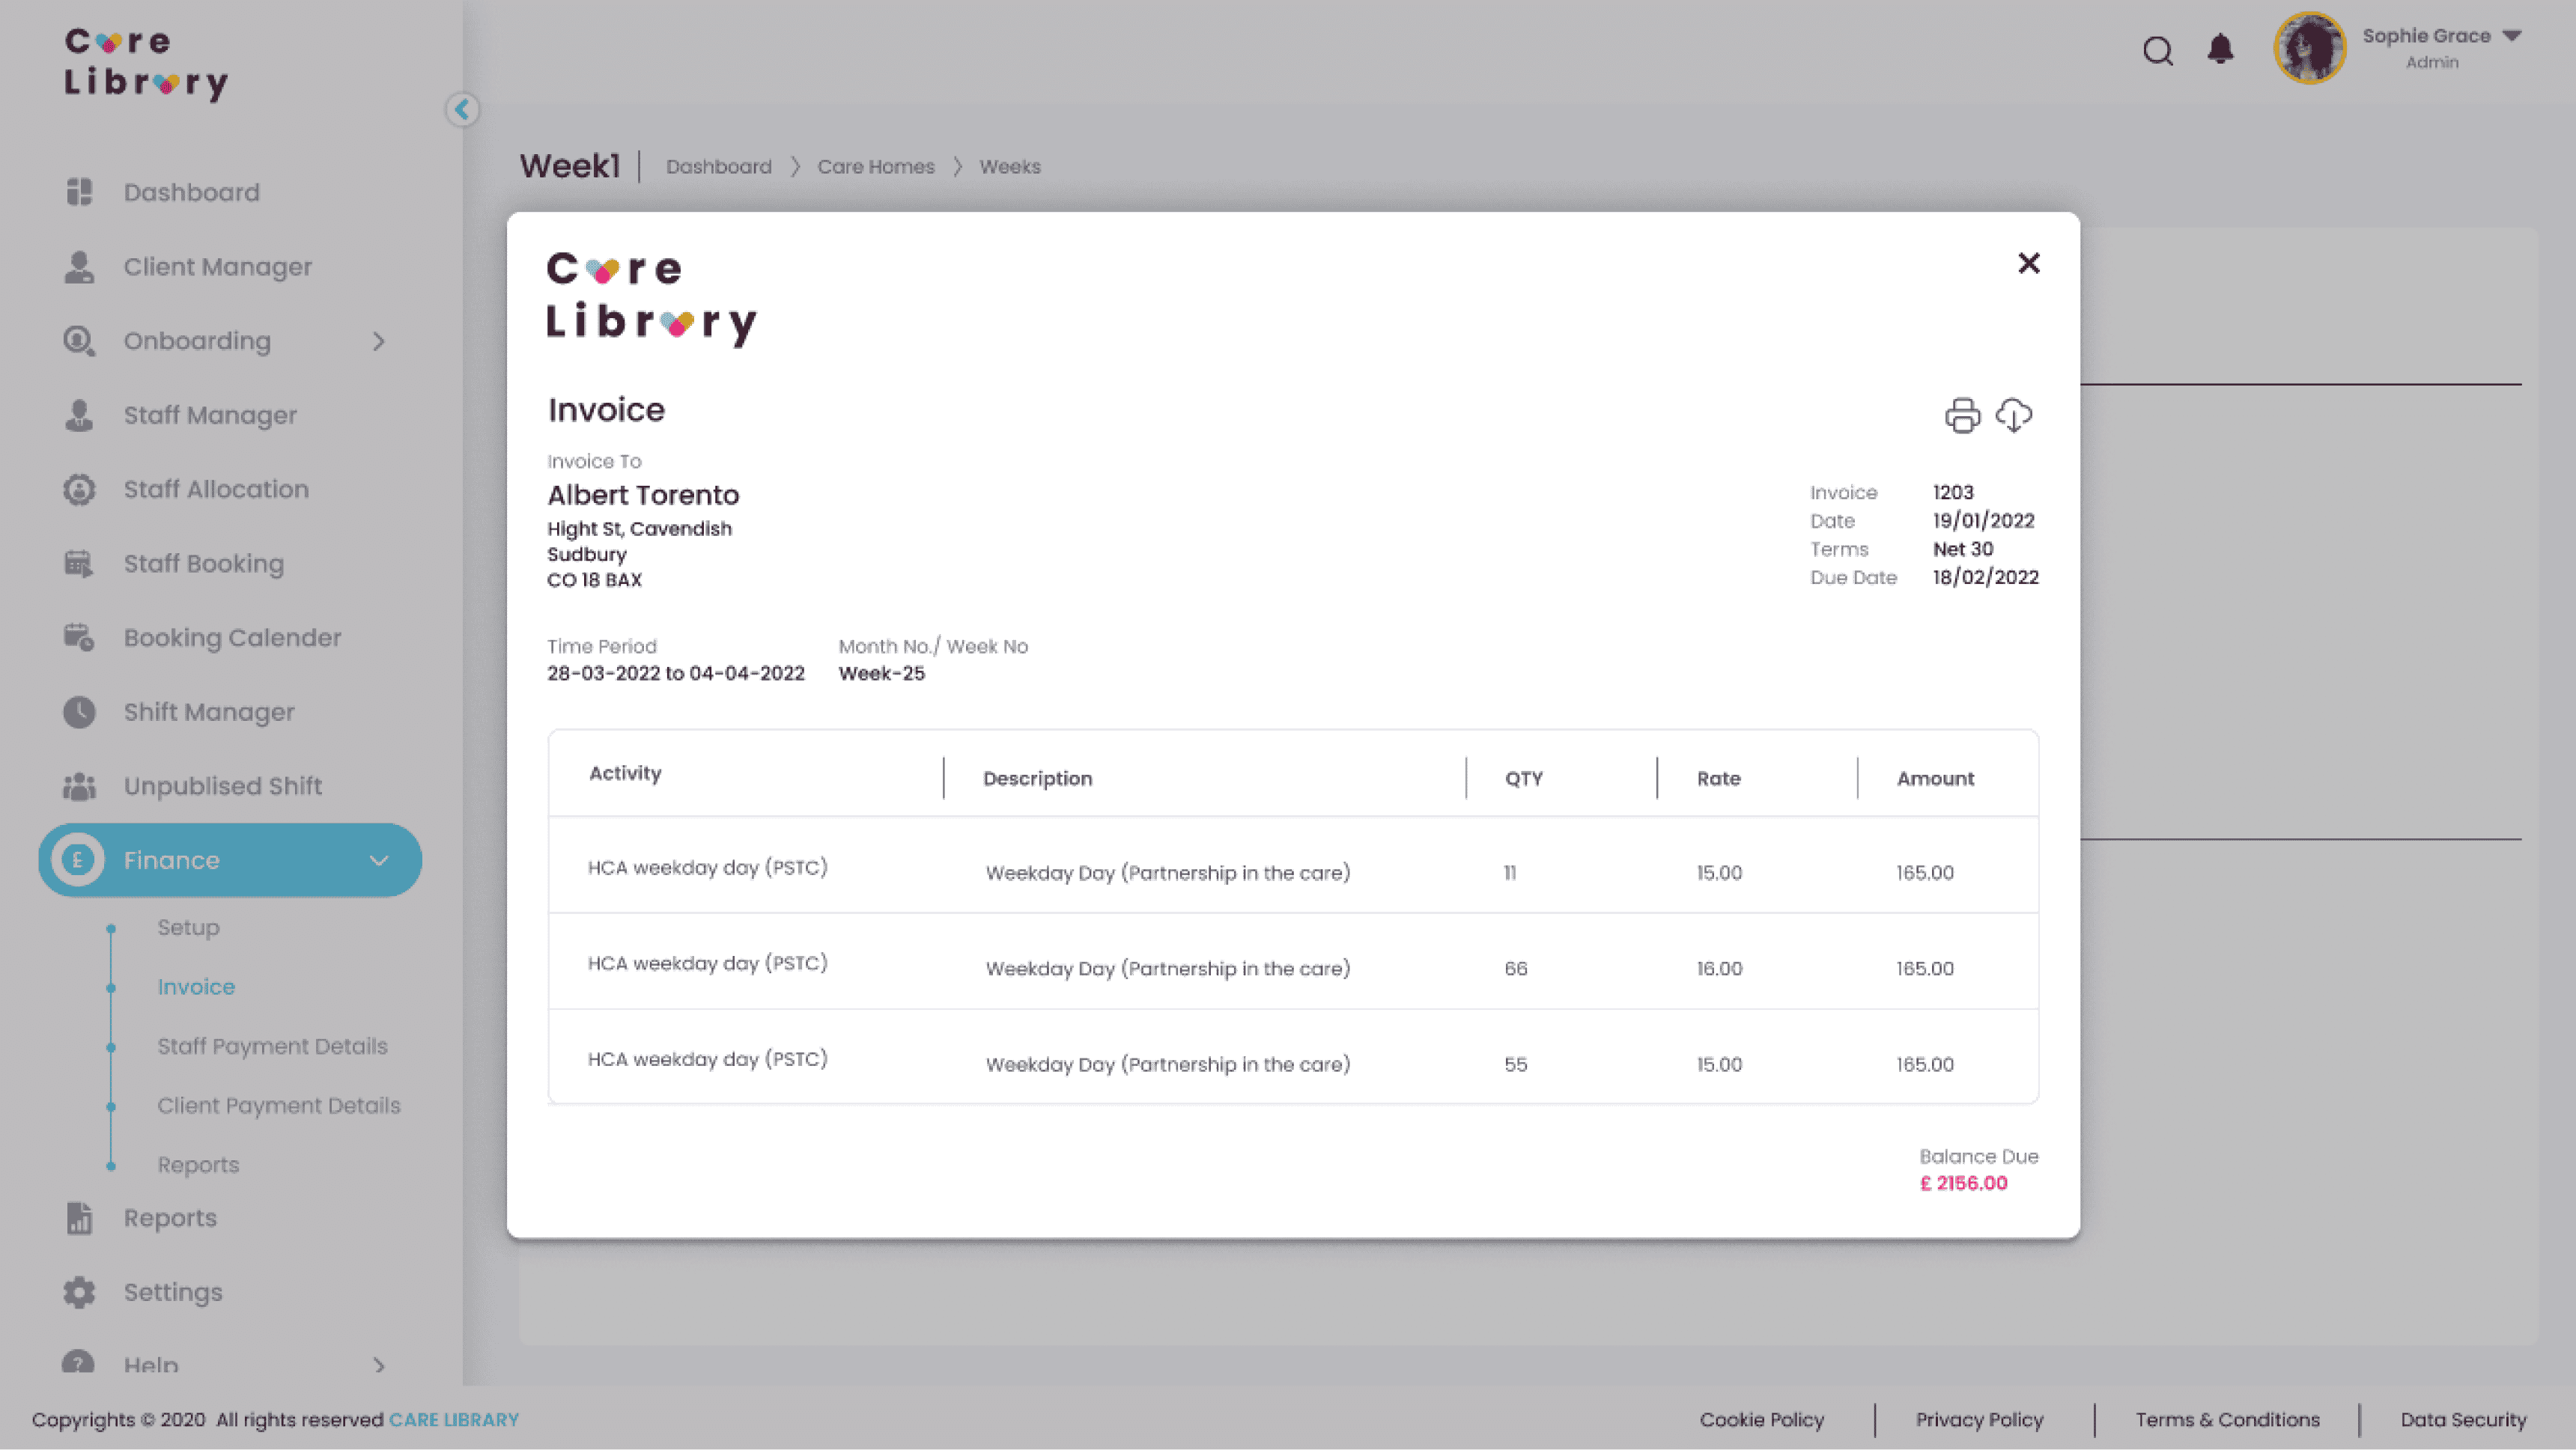 Care
Library
Sophie Grace
Admin
Week1 Dashboard Care Homes Weeks
Dashboard
Client Manager
Onboarding
Staff Manager
Staff Allocation
Staff Booking
Booking Calender
Shift Manager
Unpublised Shift
£ Finance
Setup
Invoice
Staff Payment Details
Client Payment Details
Reports
Reports
Settings
? Help
Care
Library
Invoice
Invoice To
Albert Torento
Hight St, Cavendish
Sudbury
CO 18 BAX
Invoice 1203
Date 19/01/2022
Terms Net 30
Due Date 18/02/2022
Time Period Month No./ Week No
28-03-2022 to 04-04-2022 Week-25
Activity Description QTY Rate Amount
HCA weekday day (PSTC) Weekday Day (Partnership in the care) 11 15.00 165.00
HCA weekday day (PSTC) Weekday Day (Partnership in the care) 66 16.00 165.00
HCA weekday day (PSTC) Weekday Day (Partnership in the care) 55 15.00 165.00
Balance Due
£ 2156.00
Copyrights © 2020 All rights reserved CARE LIBRARY Cookie Policy Privacy Policy Terms & Conditions Data Security